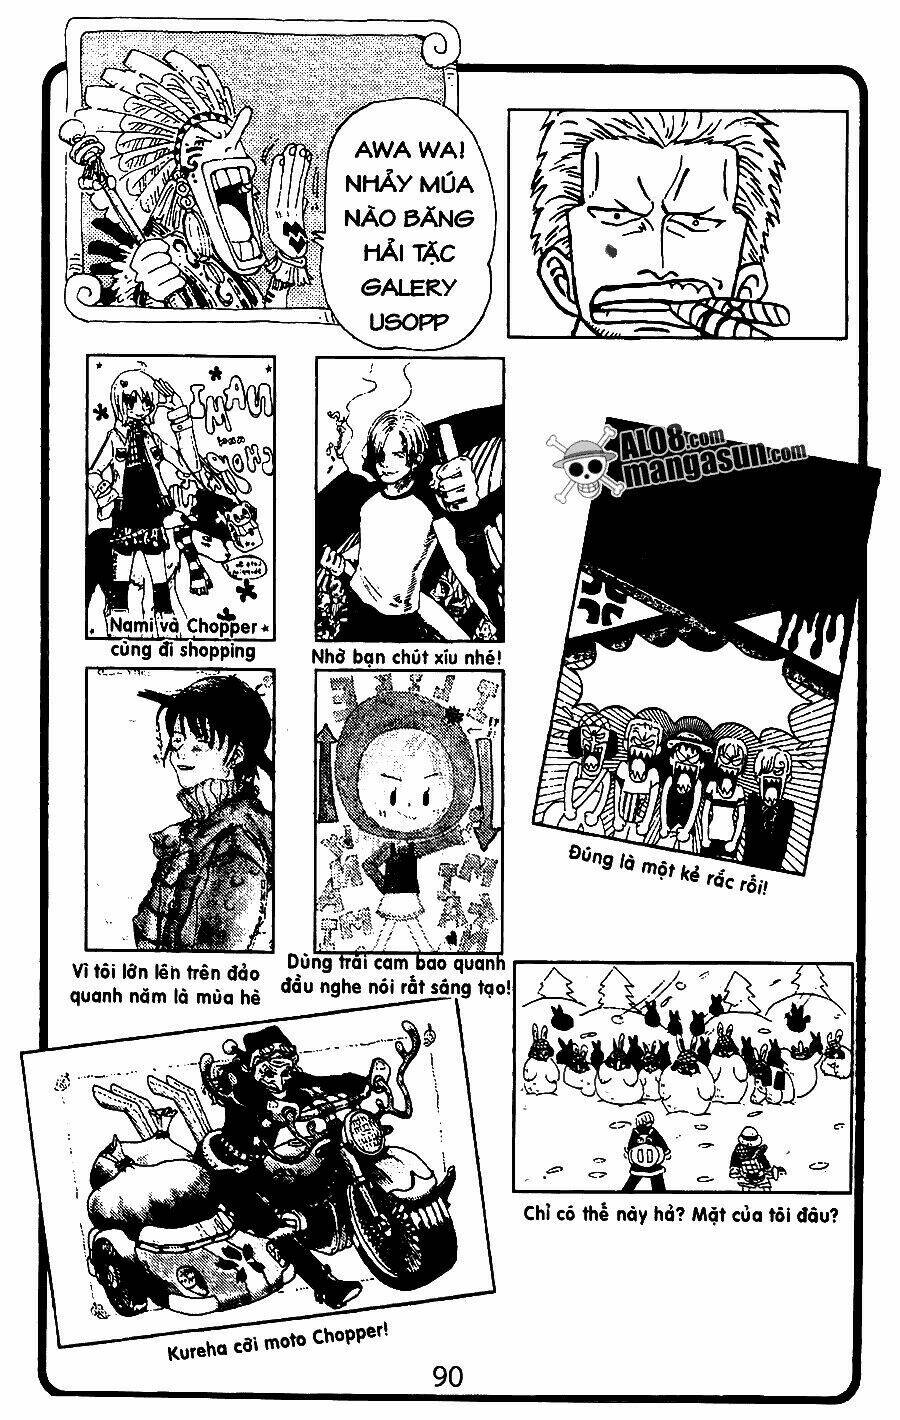 AWA WA!
NHẢY MÚA
NÀO BĂNG
HẢI TẶC
GALERY
USOPP
AL08.com
mangasun.com
Nami và Chopper
cùng đi shopping
Nhờ bạn chút xíu nhé!
Đúng là một kẻ rắc rối!
Vì tôi lớn lên trên đảo
quanh năm là mùa hè
Dùng trái cam bao quanh
đầu nghe nói rất sáng tạo!
Chỉ có thế này hả? Mặt của tôi đâu?
Kureha cỡi moto Chopper!
90